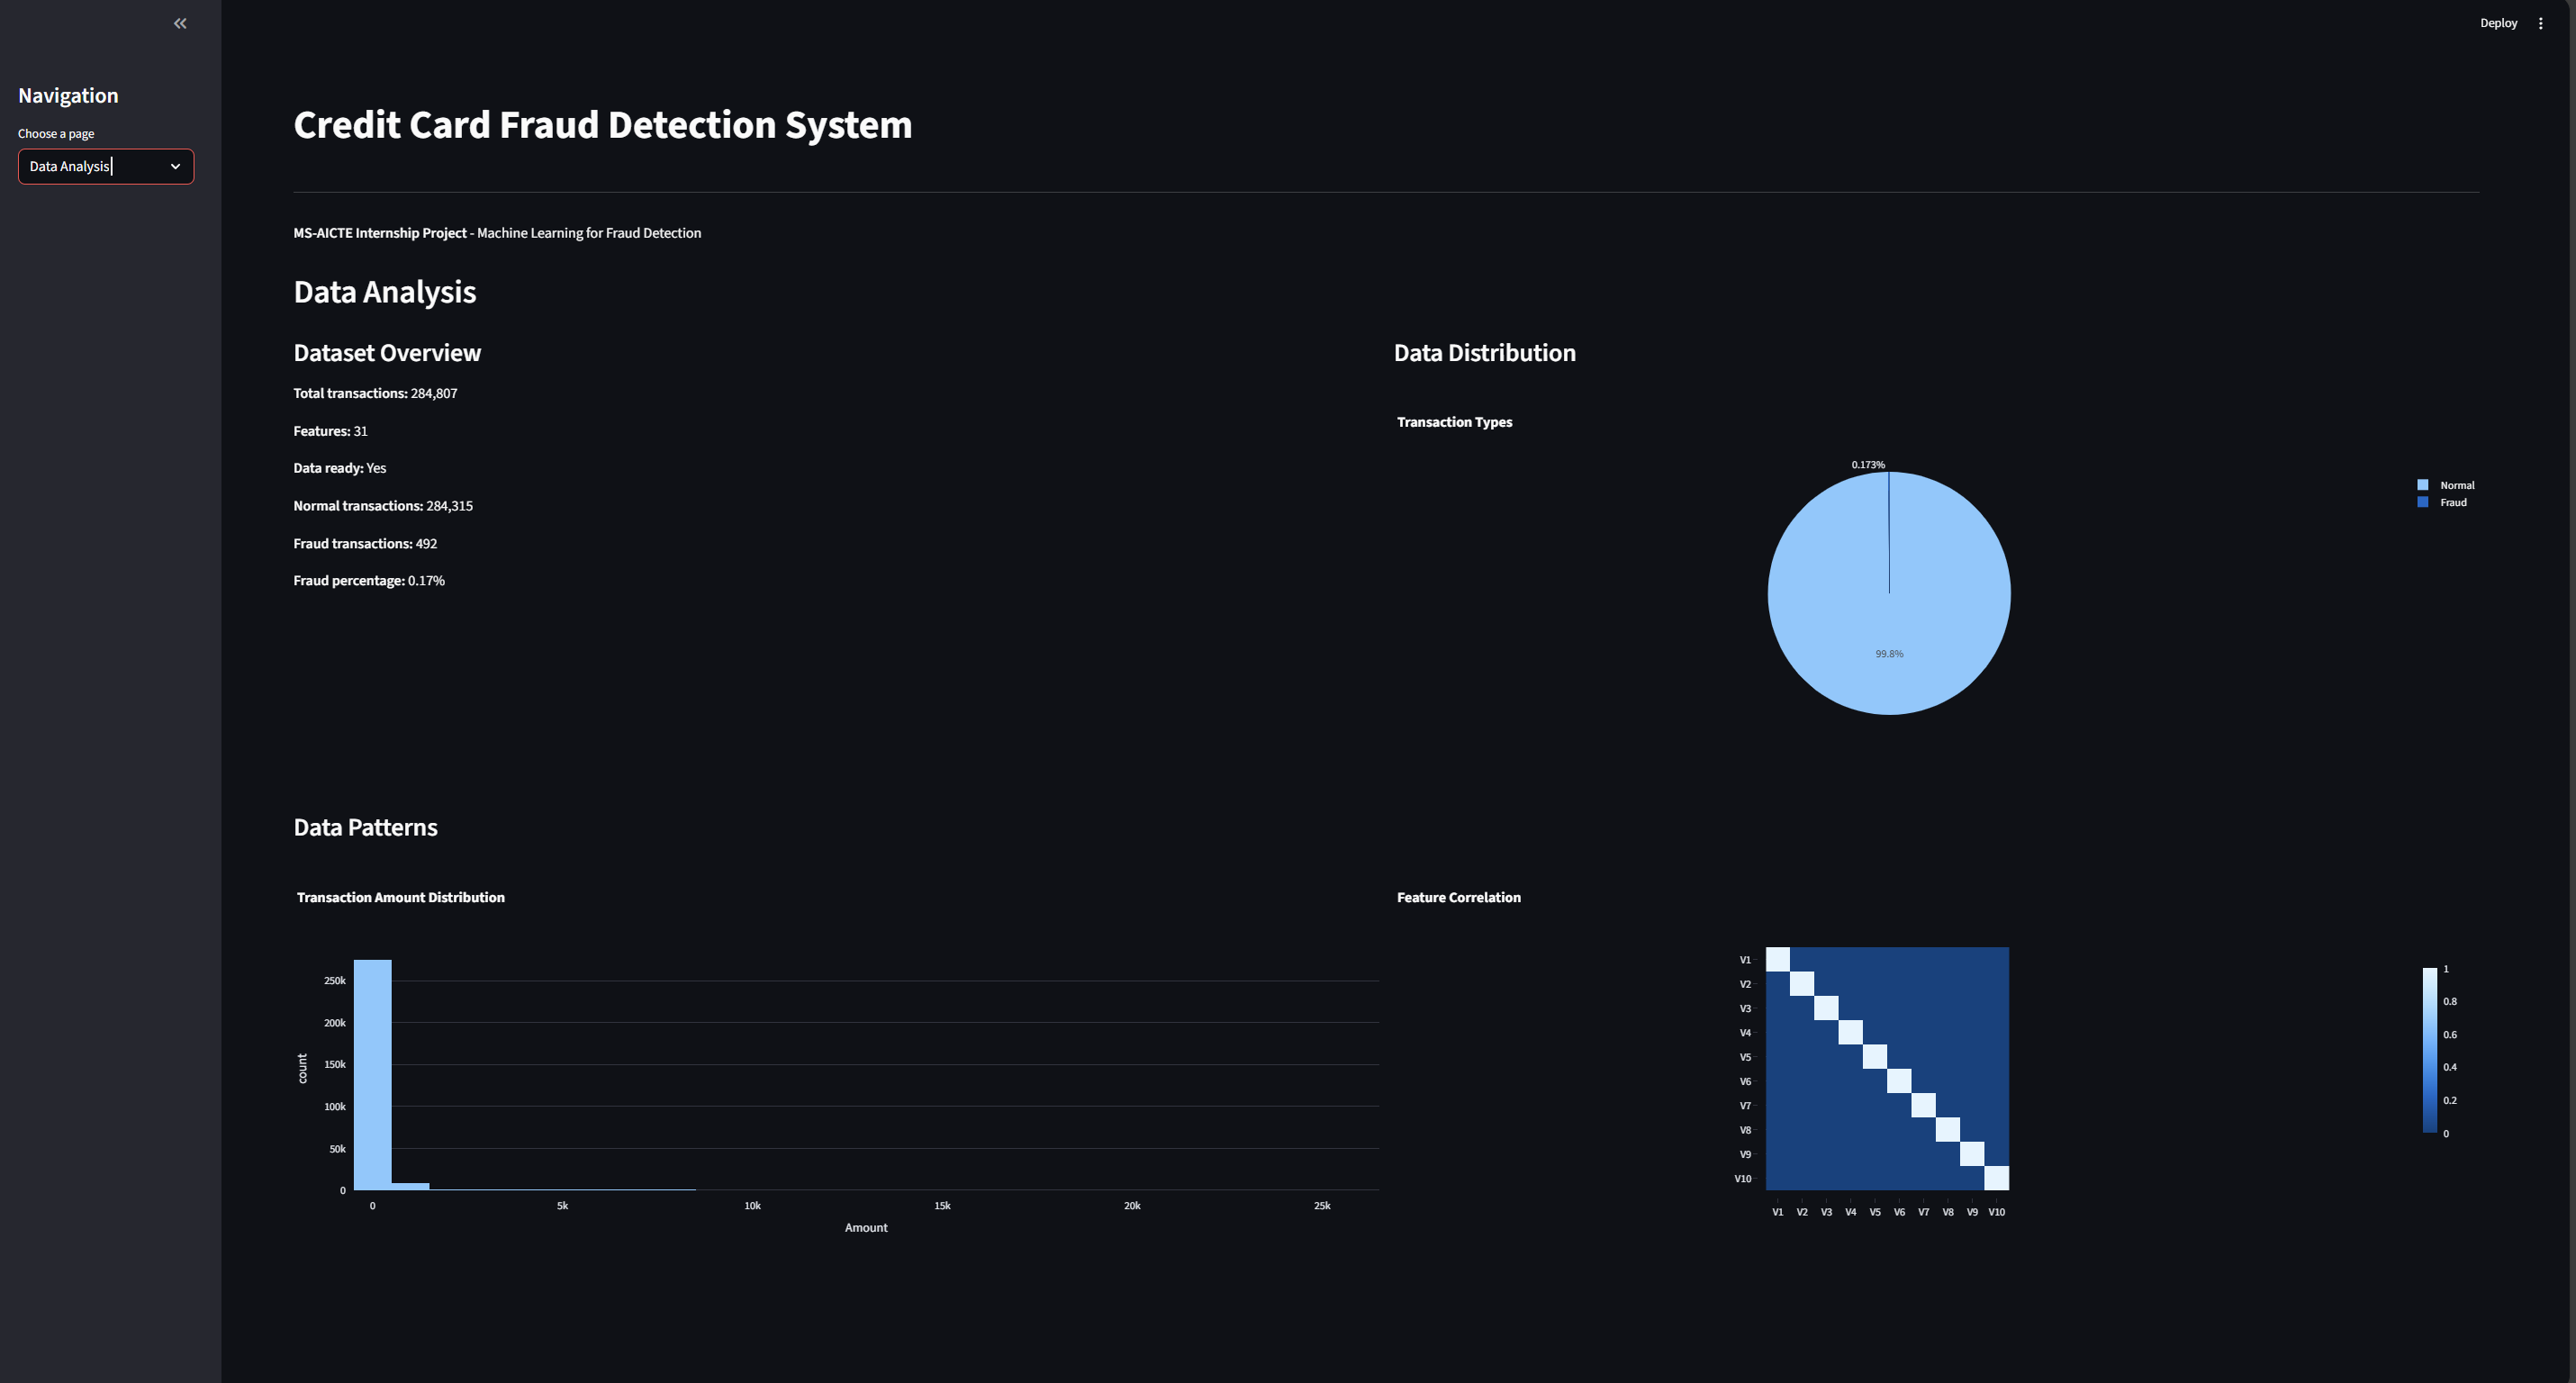 Deploy
Navigation
Choose a page
Data Analysis
Credit Card Fraud Detection System
MS-AICTE Internship Project - Machine Learning for Fraud Detection
Data Analysis
Dataset Overview
Total transactions: 284,807
Features: 31
Data ready: Yes
Normal transactions: 284,315
Fraud transactions: 492
Fraud percentage: 0.17%
Data Distribution
Transaction Types
0.173%
99.8%
Normal
Fraud
Data Patterns
Transaction Amount Distribution
250k
200k
150k
100k
50k
0
count
0 5k 10k 15k 20k 25k
Amount
Feature Correlation
V1
V2
V3
V4
V5
V6
V7
V8
V9
V10
V1 V2 V3 V4 V5 V6 V7 V8 V9 V10
1
0.8
0.6
0.4
0.2
0